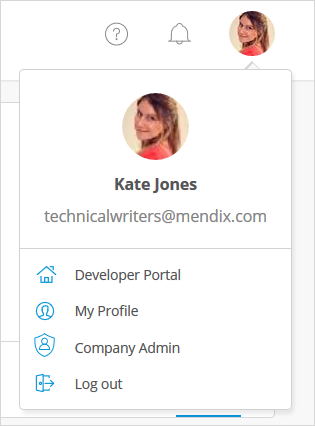 ?
Kate Jones
technicalwriters@mendix.com
Developer Portal
My Profile
Company Admin
Log out